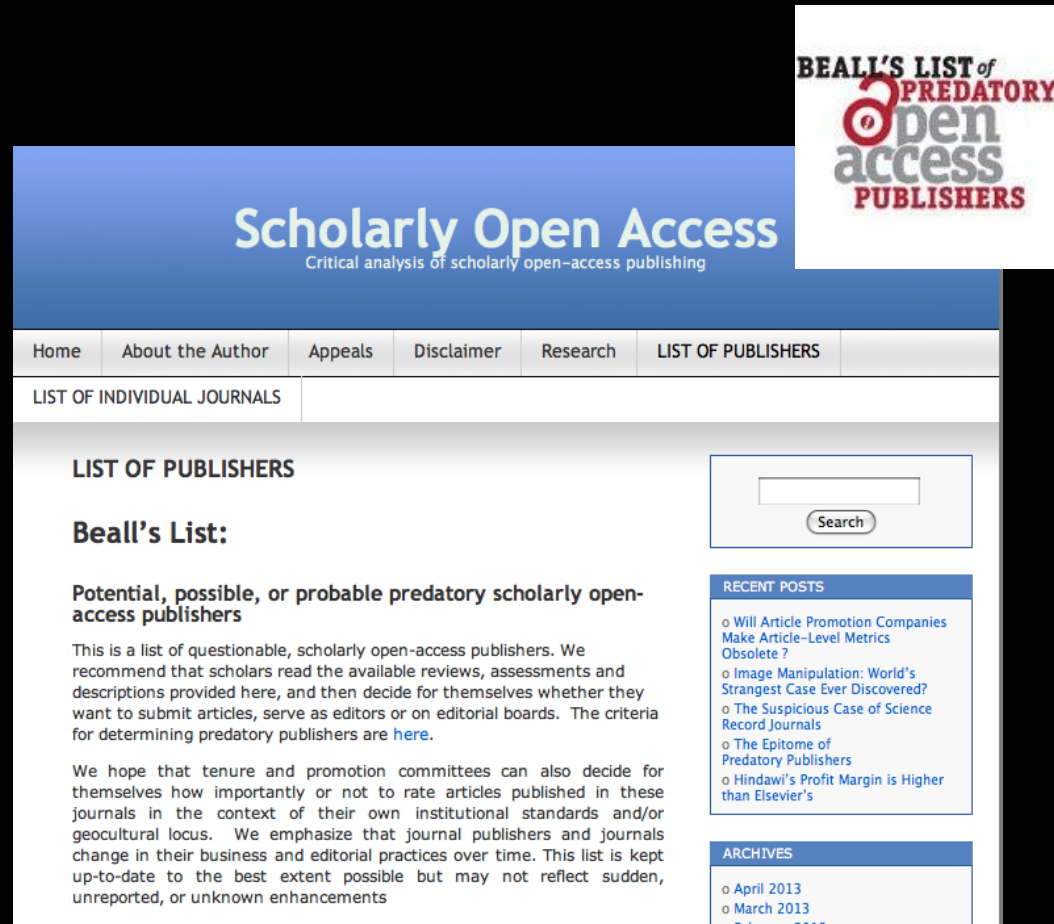 BEALL'S LIST of
PREDATORY
Open
access
PUBLISHERS
Scholarly Open Access
Critical analysis of scholarly open-access publishing
Home About the Author Appeals Disclaimer Research LIST OF PUBLISHERS
LIST OF INDIVIDUAL JOURNALS
LIST OF PUBLISHERS
Beall's List:
Potential, possible, or probable predatory scholarly open-
access publishers
This is a list of questionable, scholarly open-access publishers. We
recommend that scholars read the available reviews, assessments and
descriptions provided here, and then decide for themselves whether they
want to submit articles, serve as editors or on editorial boards. The criteria
for determining predatory publishers are here.
We hope that tenure and promotion committees can also decide for
themselves how importantly or not to rate articles published in these
journals in the context of their own institutional standards and/or
geocultural locus. We emphasize that journal publishers and journals
change in their business and editorial practices over time. This list is kept
up-to-date to the best extent possible but may not reflect sudden,
unreported, or unknown enhancements
Search
RECENT POSTS
o Will Article Promotion Companies
Make Article-Level Metrics
Obsolete ?
o Image Manipulation: World's
Strangest Case Ever Discovered?
o The Suspicious Case of Science
Record Journals
o The Epitome of
Predatory Publishers
o Hindawi's Profit Margin is Higher
than Elsevier's
ARCHIVES
o April 2013
o March 2013